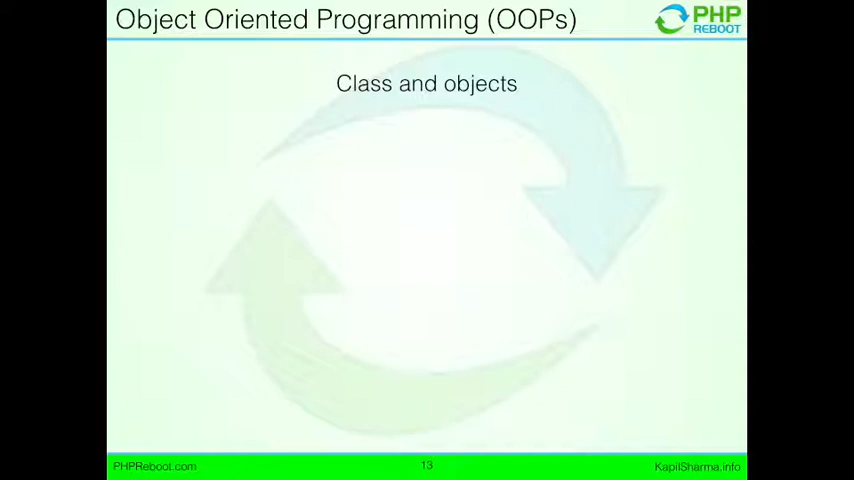 Object Oriented Programming (OOPs)
PHP
REBOOT
Class and objects
PHPReboot.com
13
KapilSharma.info